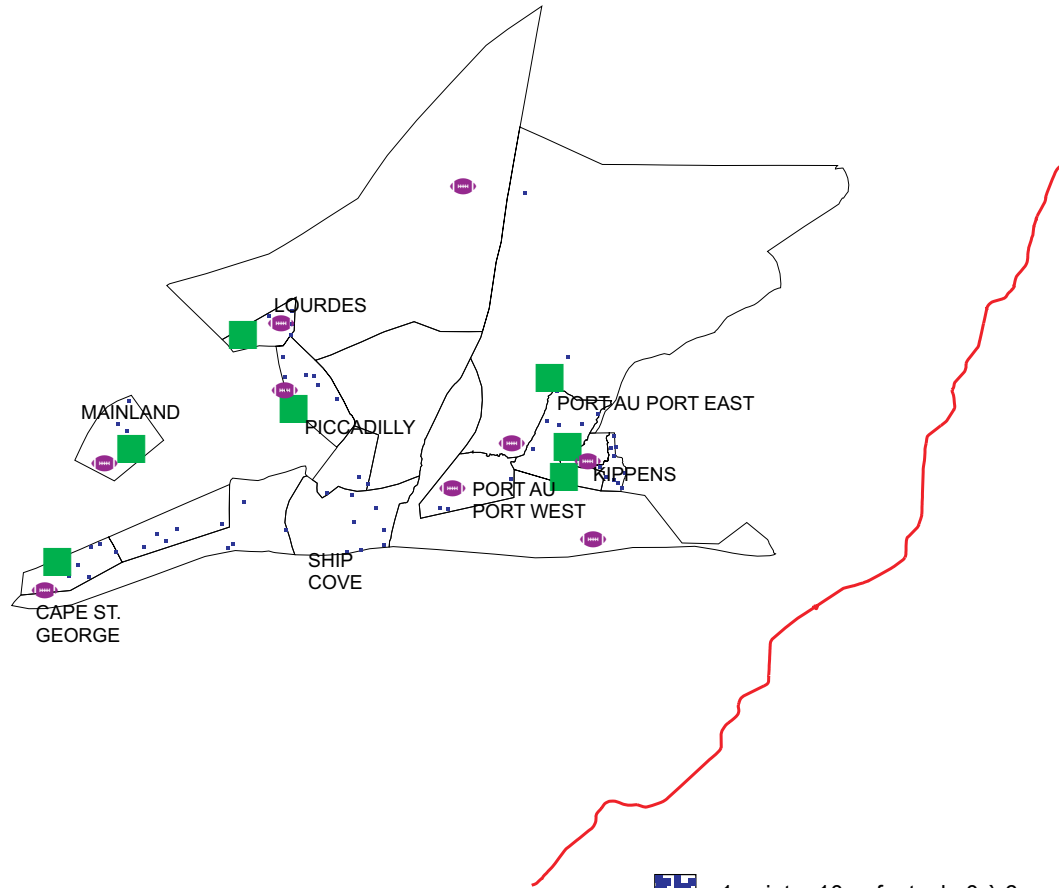 LOURDES
MAINLAND
PICCADILLY
PORT AU PORT EAST
KIPPENS
PORT AU
PORT WEST
SHIP
COVE
CAPE ST.
GEORGE